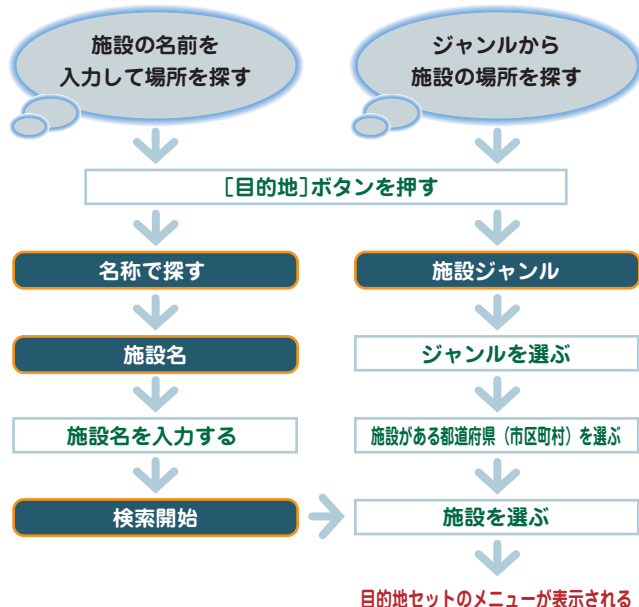 施設の名前を
入力して場所を探す
ジャンルから
施設の場所を探す
[目的地]ボタンを押す
名称で探す
施設ジャンル
施設名
ジャンルを選ぶ
施設名を入力する
施設がある都道府県（市区町村）を選ぶ
検索開始
施設を選ぶ
目的地セットのメニューが表示される